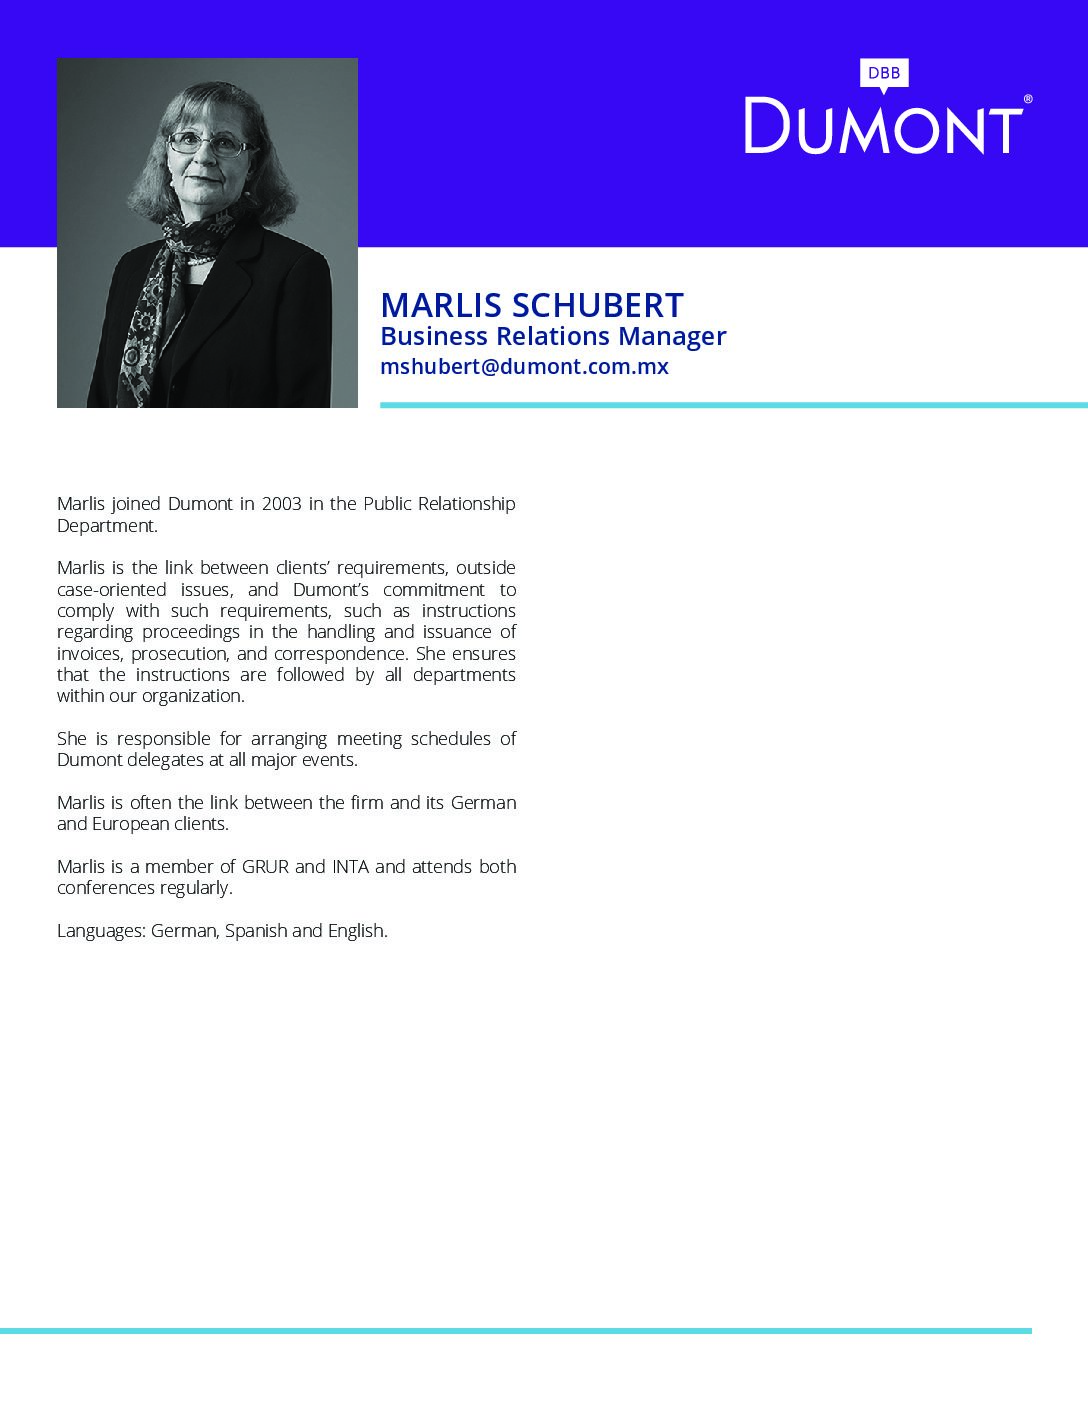 DBB
DUMONT®
MARLIS SCHUBERT
Business Relations Manager
mshubert@dumont.com.mx
Marlis joined Dumont in 2003 in the Public Relationship
Department.
Marlis is the link between clients’ requirements, outside
case-oriented issues, and Dumont’s commitment to
comply with such requirements, such as instructions
regarding proceedings in the handling and issuance of
invoices, prosecution, and correspondence. She ensures
that the instructions are followed by all departments
within our organization.
She is responsible for arranging meeting schedules of
Dumont delegates at all major events.
Marlis is often the link between the firm and its German
and European clients.
Marlis is a member of GRUR and INTA and attends both
conferences regularly.
Languages: German, Spanish and English.